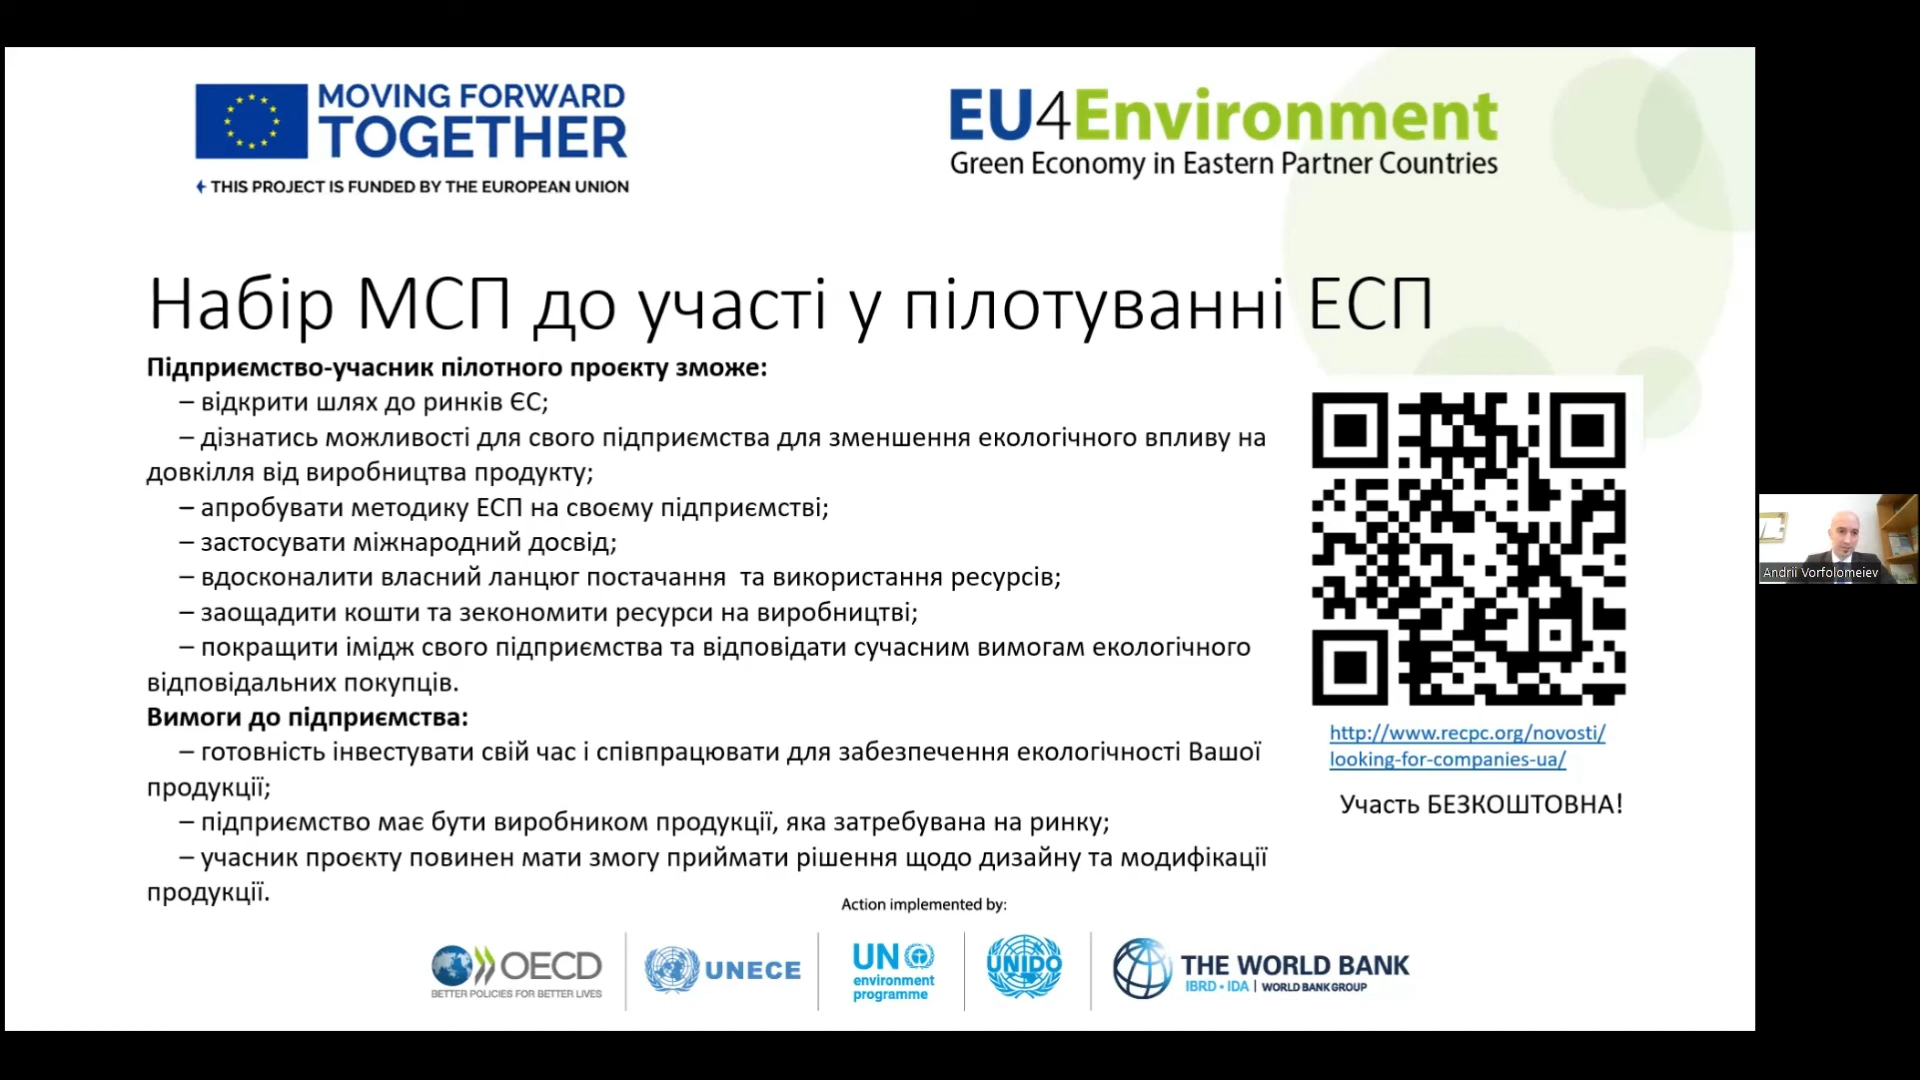 MOVING FORWARD
TOGETHER
THIS PROJECT IS FUNDED BY THE EUROPEAN UNION
EU4Environment
Green Economy in Eastern Partner Countries
Набір МСП до участі у пілотуванні ЕСП
Підприємство-учасник пілотного проєкту зможе:
– відкрити шлях до ринків ЄС;
– дізнатись можливості для свого підприємства для зменшення екологічного впливу на
довкілля від виробництва продукту;
– апробувати методику ЕСП на своєму підприємстві;
– застосувати міжнародний досвід;
– вдосконалити власний ланцюг постачання та використання ресурсів;
– заощадити кошти та зекономити ресурси на виробництві;
– покращити імідж свого підприємства та відповідати сучасним вимогам екологічного
відповідальних покупців.
Вимоги до підприємства:
– готовність інвестувати свій час і співпрацювати для забезпечення екологічності Вашої
продукції;
– підприємство має бути виробником продукції, яка затребувана на ринку;
– учасник проєкту повинен мати змогу приймати рішення щодо дизайну та модифікації
продукції.
http://www.recpc.org/novosti/
looking-for-companies-ua/
Участь БЕЗКОШТОВНА!
Andrii Vorfolomeiev
Action implemented by:
OECD
BETTER POLICIES FOR BETTER LIVES
UNECE
UN
environment
programme
UNIDO
THE WORLD BANK
IBRD • IDA | WORLD BANK GROUP